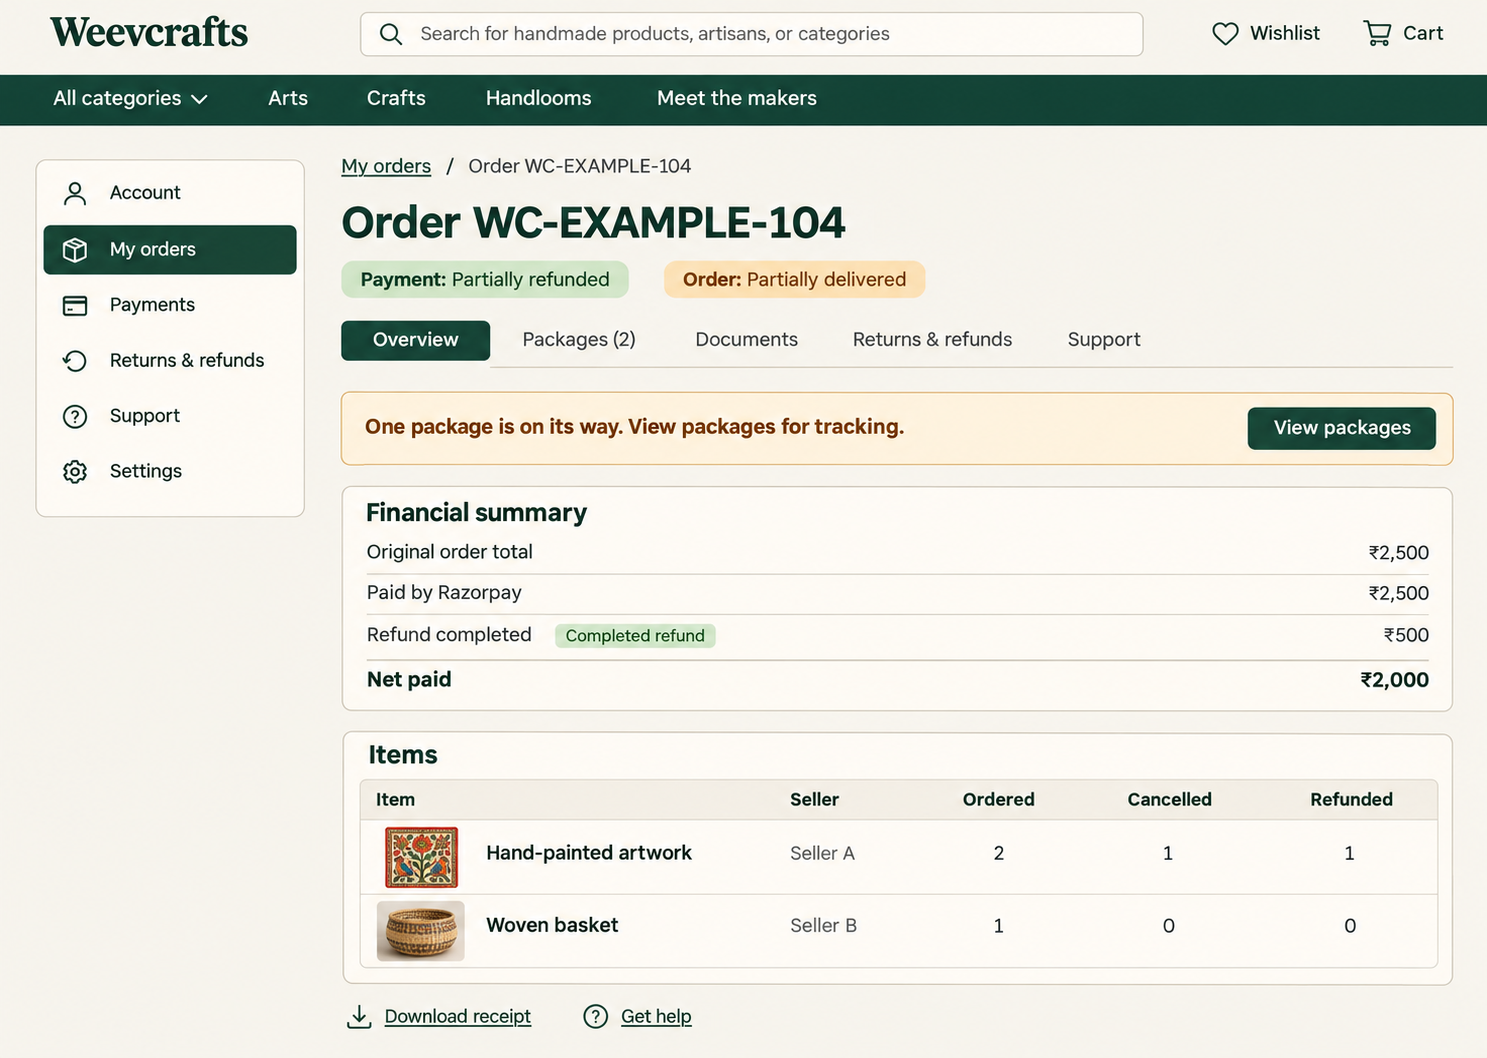 Weevcrafts
Search for handmade products, artisans, or categories
Wishlist
Cart
All categories
Arts
Crafts
Handlooms
Meet the makers
Account
My orders
Payments
Returns & refunds
Support
Settings
My orders / Order WC-EXAMPLE-104
Order WC-EXAMPLE-104
Payment: Partially refunded
Order: Partially delivered
Overview
Packages (2)
Documents
Returns & refunds
Support
One package is on its way. View packages for tracking.
View packages
Financial summary
Original order total ₹2,500
Paid by Razorpay ₹2,500
Refund completed Completed refund ₹500
Net paid ₹2,000
Items
Item Seller Ordered Cancelled Refunded
Hand-painted artwork Seller A 2 1 1
Woven basket Seller B 1 0 0
Download receipt
Get help